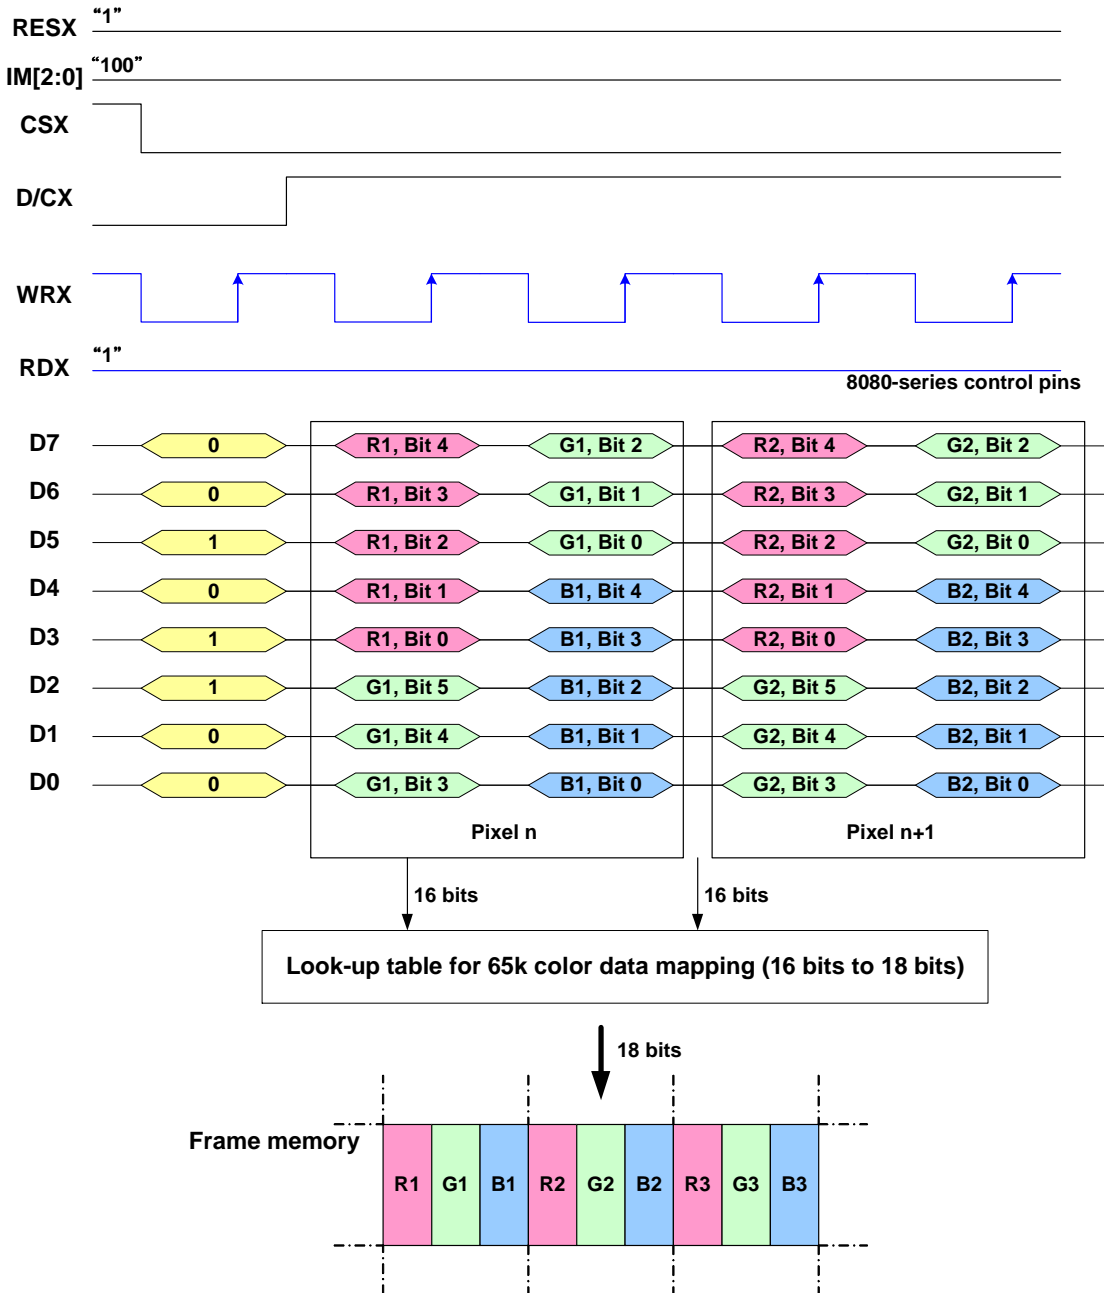 RESX "1"
IM[2:0] "100"
CSX
D/CX
WRX
RDX "1"
8080-series control pins
D7 0 R1, Bit 4 G1, Bit 2 R2, Bit 4 G2, Bit 2
D6 0 R1, Bit 3 G1, Bit 1 R2, Bit 3 G2, Bit 1
D5 1 R1, Bit 2 G1, Bit 0 R2, Bit 2 G2, Bit 0
D4 0 R1, Bit 1 B1, Bit 4 R2, Bit 1 B2, Bit 4
D3 1 R1, Bit 0 B1, Bit 3 R2, Bit 0 B2, Bit 3
D2 1 G1, Bit 5 B1, Bit 2 G2, Bit 5 B2, Bit 2
D1 0 G1, Bit 4 B1, Bit 1 G2, Bit 4 B2, Bit 1
D0 0 G1, Bit 3 B1, Bit 0 G2, Bit 3 B2, Bit 0
Pixel n Pixel n+1
16 bits 16 bits
Look-up table for 65k color data mapping (16 bits to 18 bits)
18 bits
Frame memory
R1 G1 B1 R2 G2 B2 R3 G3 B3